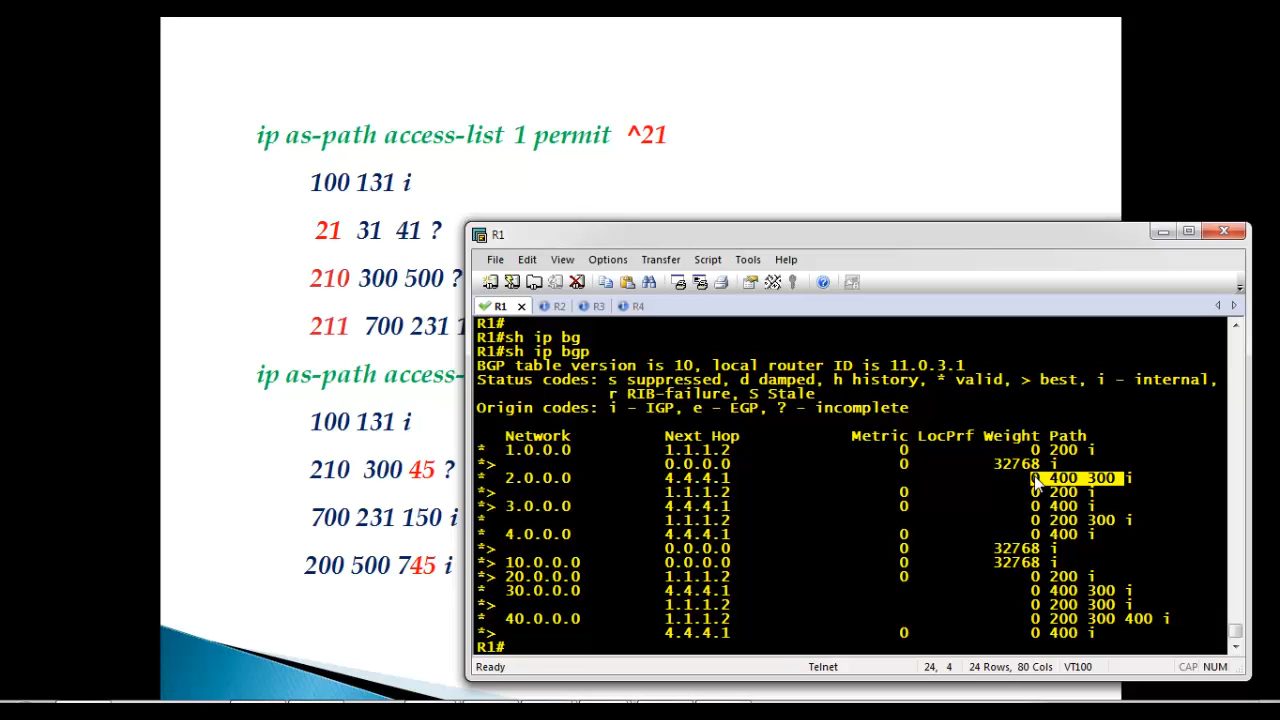 ip as-path access-list 1 permit ^21
100 131 i
21 31 41 ?
210 300 500 ?
211 700 231 1
ip as-path access-
100 131 i
210 300 45 ?
700 231 150 i
200 500 745 i
R1
File Edit View Options Transfer Script Tools Help
R1 R2 R3 R4
R1#
R1#sh ip bg
R1#sh ip bgp
BGP table version is 10, local router ID is 11.0.3.1
Status codes: s suppressed, d damped, h history, * valid, > best, i - internal,
r RIB-failure, S Stale
Origin codes: i - IGP, e - EGP, ? - incomplete
Network Next Hop Metric LocPrf Weight Path
* 1.0.0.0 1.1.1.2 0 0 200 i
*> 0.0.0.0 0 32768 i
* 2.0.0.0 4.4.4.1 0 400 300 i
*> 1.1.1.2 0 0 200 i
*> 3.0.0.0 4.4.4.1 0 0 400 i
* 1.1.1.2 0 200 300 i
* 4.0.0.0 4.4.4.1 0 0 400 i
*> 0.0.0.0 0 32768 i
*> 10.0.0.0 0.0.0.0 0 32768 i
*> 20.0.0.0 1.1.1.2 0 0 200 i
* 30.0.0.0 4.4.4.1 0 400 300 i
*> 1.1.1.2 0 200 300 i
* 40.0.0.0 1.1.1.2 0 200 300 400 i
*> 4.4.4.1 0 0 400 i
R1#
Ready Telnet 24, 4 24 Rows, 80 Cols VT100 CAP NUM